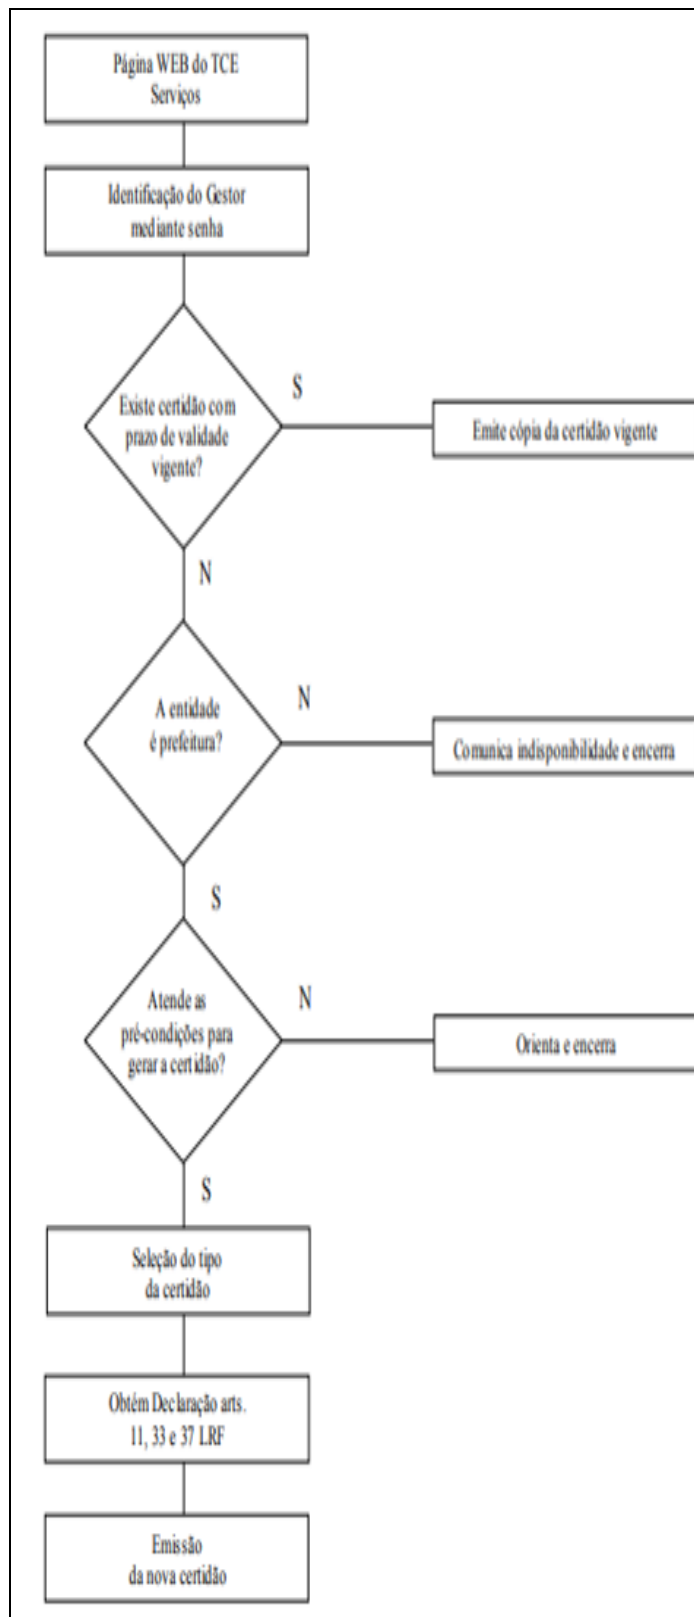 Página WEB do TCE
Serviços
Identificação do Gestor
mediante senha
Existe certidão com
prazo de validade
vigente?
S
Emite cópia da certidão vigente
N
A entidade
é prefeitura?
N
Comunica indisponibilidade e encerra
S
Atende as
pré-condições para
gerar a certidão?
N
Orienta e encerra
S
Seleção do tipo
da certidão
Obtém Declaração arts.
11, 33 e 37 LRF
Emissão
da nova certidão